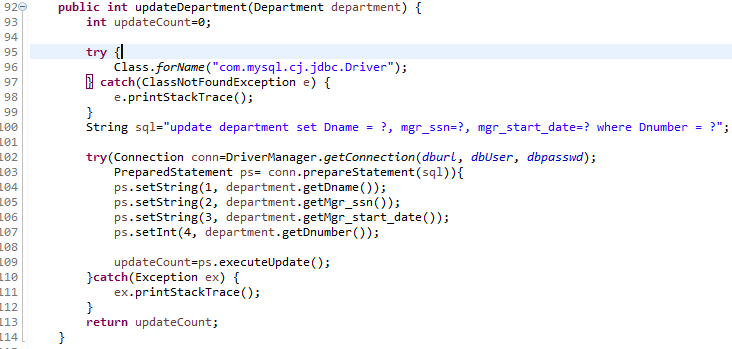 92 public int updateDepartment(Department department) {
93 int updateCount=0;
94
95 try {
96 Class.forName("com.mysql.cj.jdbc.Driver");
97 } catch(ClassNotFoundException e) {
98 e.printStackTrace();
99 }
100 String sql="update department set Dname = ?, mgr_ssn=?, mgr_start_date=? where Dnumber = ?";
101
102 try(Connection conn=DriverManager.getConnection(dburl, dbUser, dbpasswd);
103 PreparedStatement ps= conn.prepareStatement(sql)){
104 ps.setString(1, department.getDname());
105 ps.setString(2, department.getMgr_ssn());
106 ps.setString(3, department.getMgr_start_date());
107 ps.setInt(4, department.getDnumber());
108
109 updateCount=ps.executeUpdate();
110 }catch(Exception ex) {
111 ex.printStackTrace();
112 }
113 return updateCount;
114 }